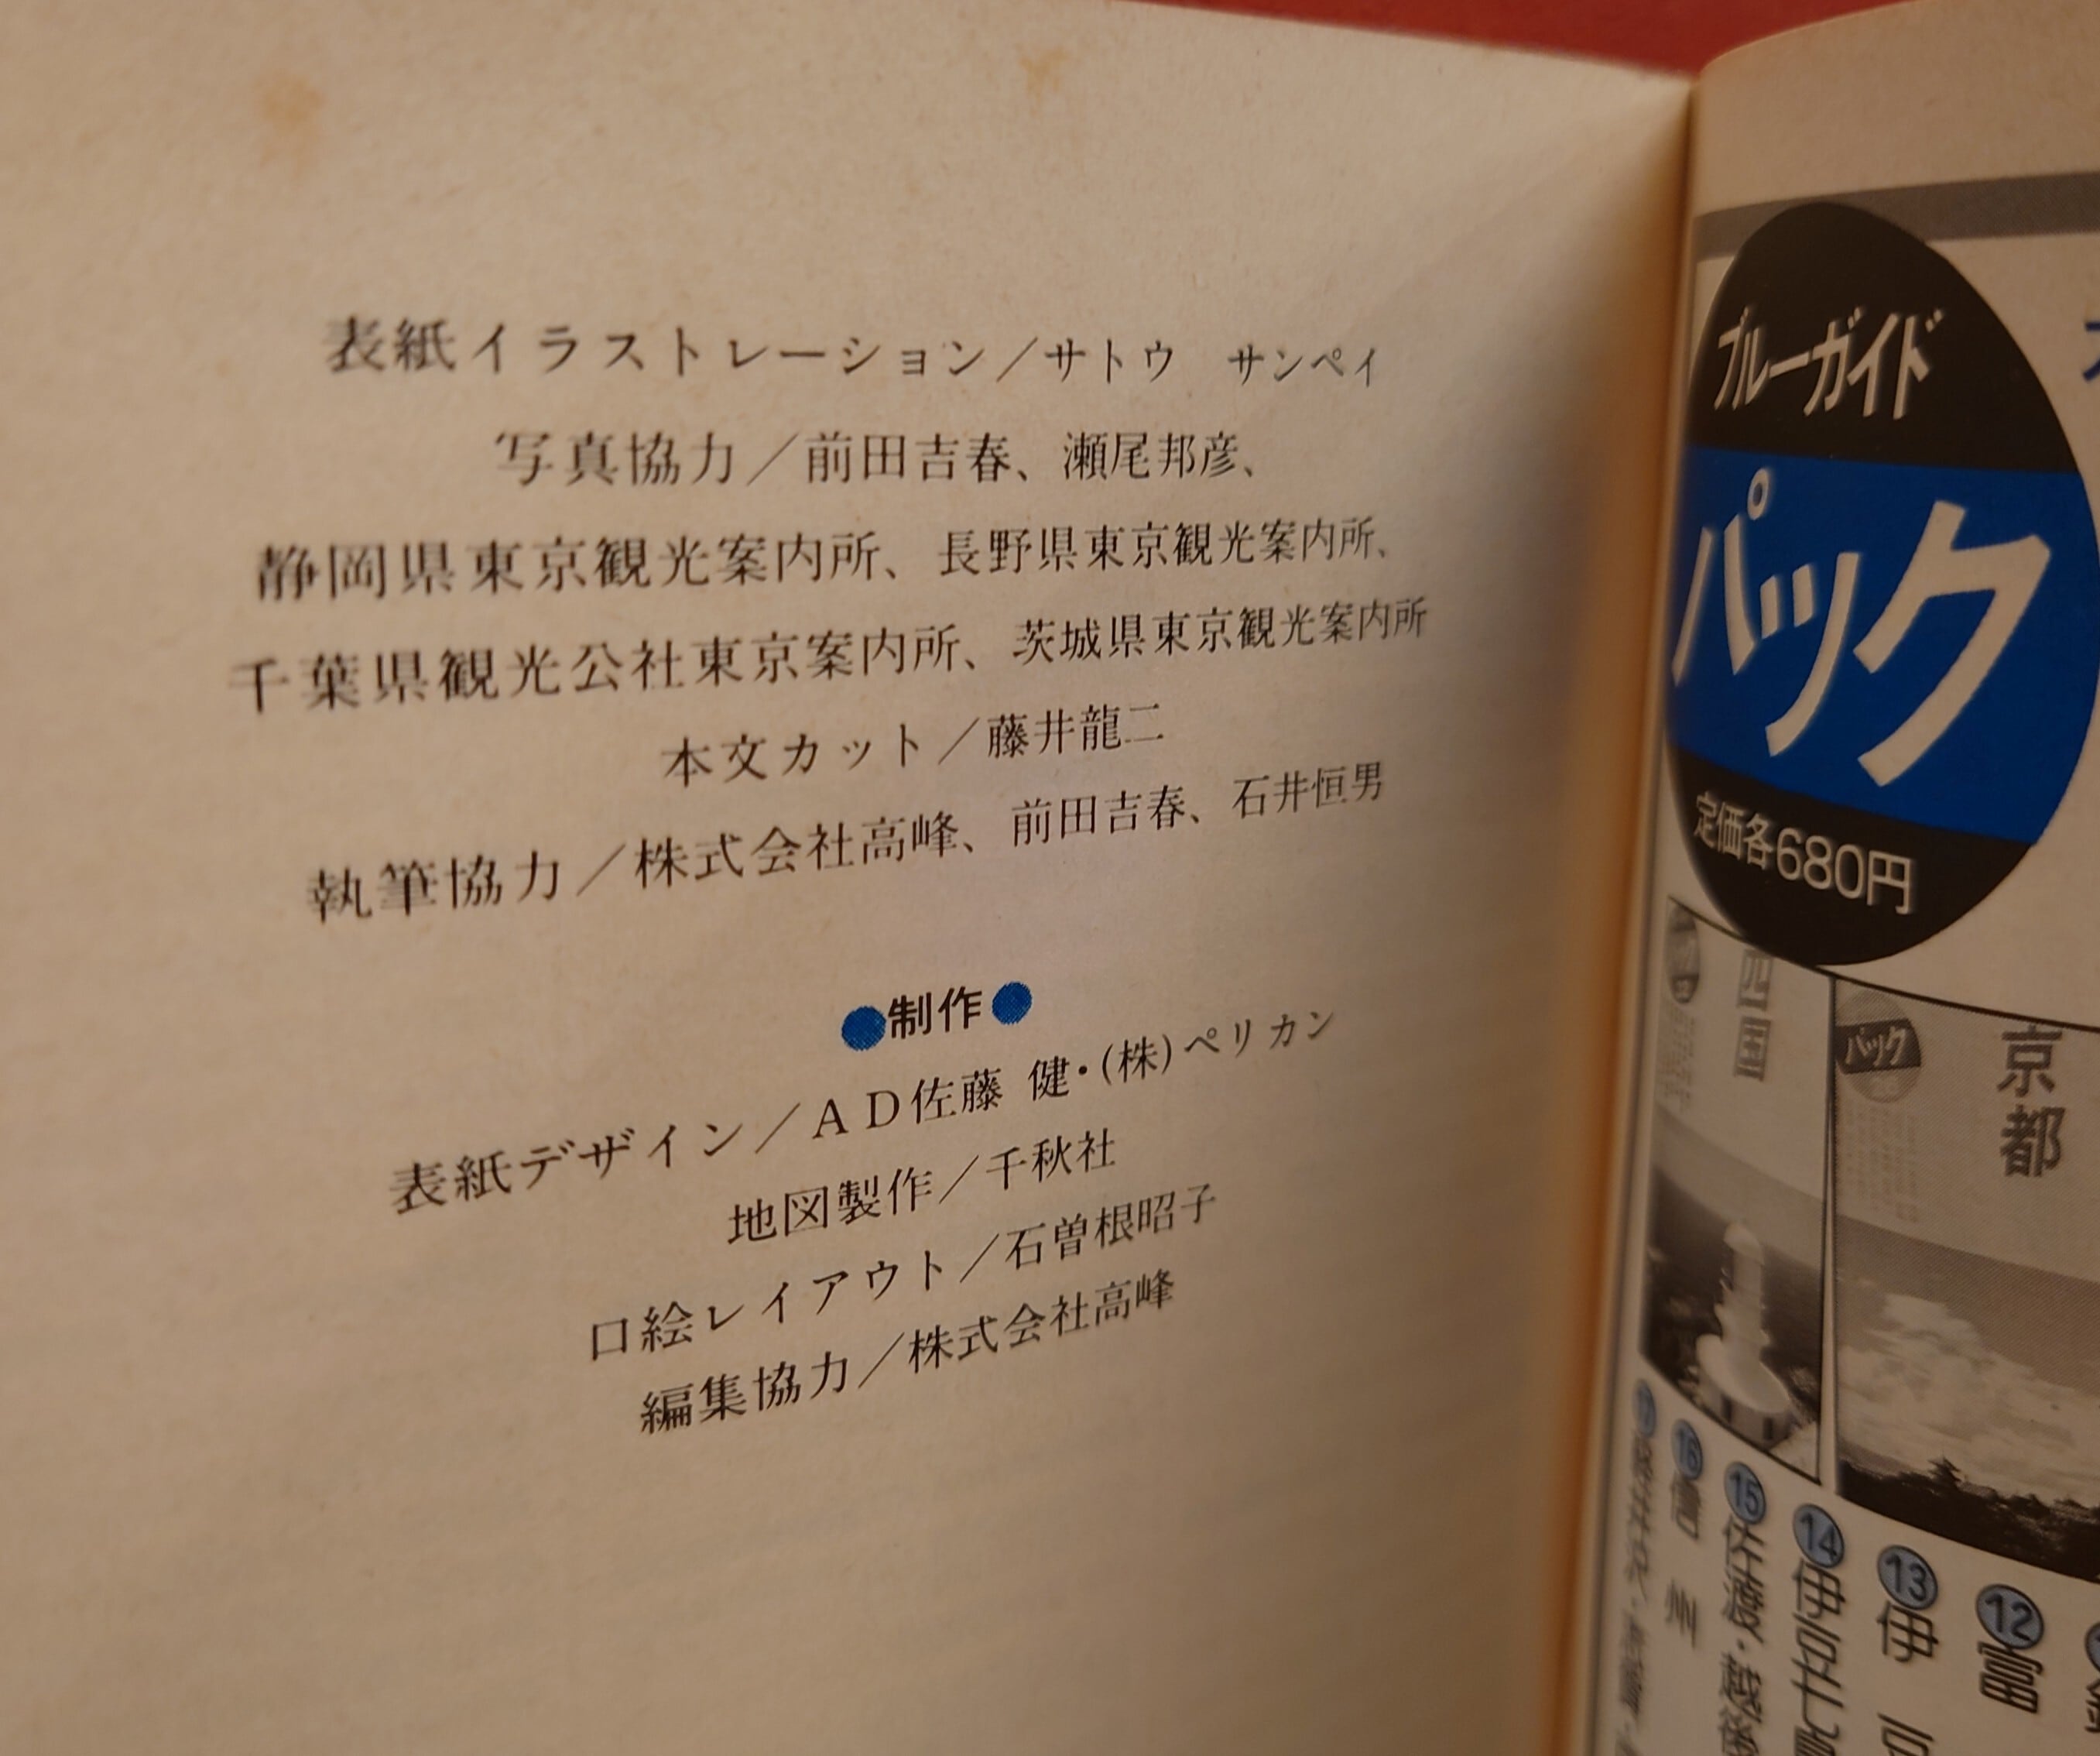 表紙イラストレーション／サトウ　サンペイ
写真協力／前田吉春、瀬尾邦彦、
静岡県東京観光案内所、長野県東京観光案内所、
千葉県観光公社東京案内所、茨城県東京観光案内所
本文カット／藤井龍二
執筆協力／株式会社高峰、前田吉春、石井恒男
●制作●
表紙デザイン／ＡＤ佐藤 健・(株)ペリカン
地図製作／千秋社
口絵レイアウト／石曽根昭子
編集協力／株式会社高峰
ブルーガイド
パック
定価各680円
四国
パック
京都
⑫富
⑬伊
⑭伊
⑮佐渡・越後
⑯信州